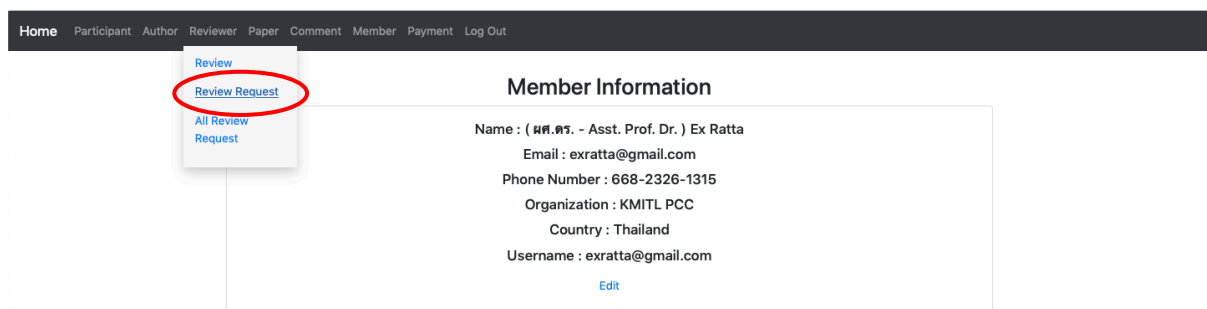 Home Participant Author Reviewer Paper Comment Member Payment Log Out
Review
Review Request
All Review
Request
Member Information
Name : ( ผศ.ดร. - Asst. Prof. Dr. ) Ex Ratta
Email : exratta@gmail.com
Phone Number : 668-2326-1315
Organization : KMITL PCC
Country : Thailand
Username : exratta@gmail.com
Edit